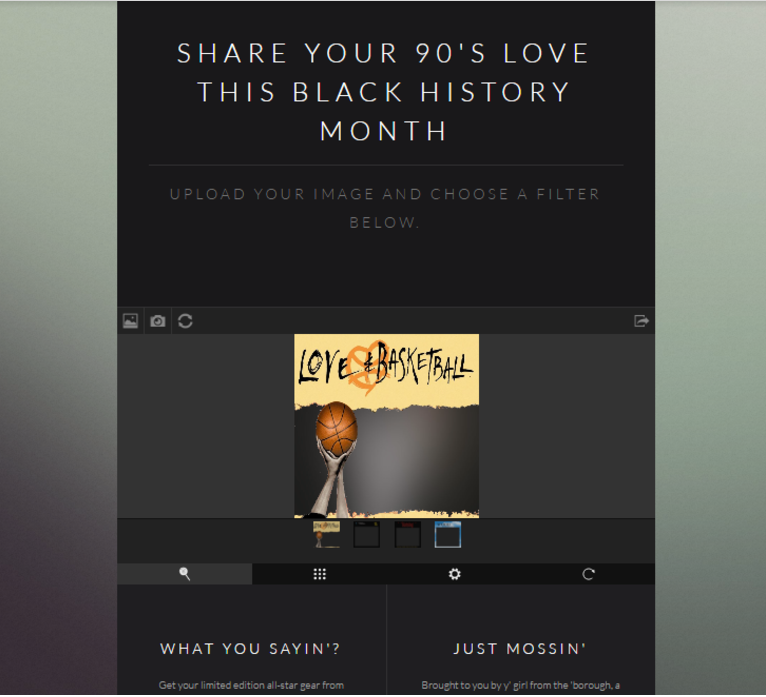 SHARE YOUR 90'S LOVE
THIS BLACK HISTORY
MONTH
UPLOAD YOUR IMAGE AND CHOOSE A FILTER
BELOW.
LOVE & BASKETBALL
WHAT YOU SAYIN'?
Get your limited edition all-star gear from
JUST MOSSIN'
Brought to you by y' girl from the 'borough, a